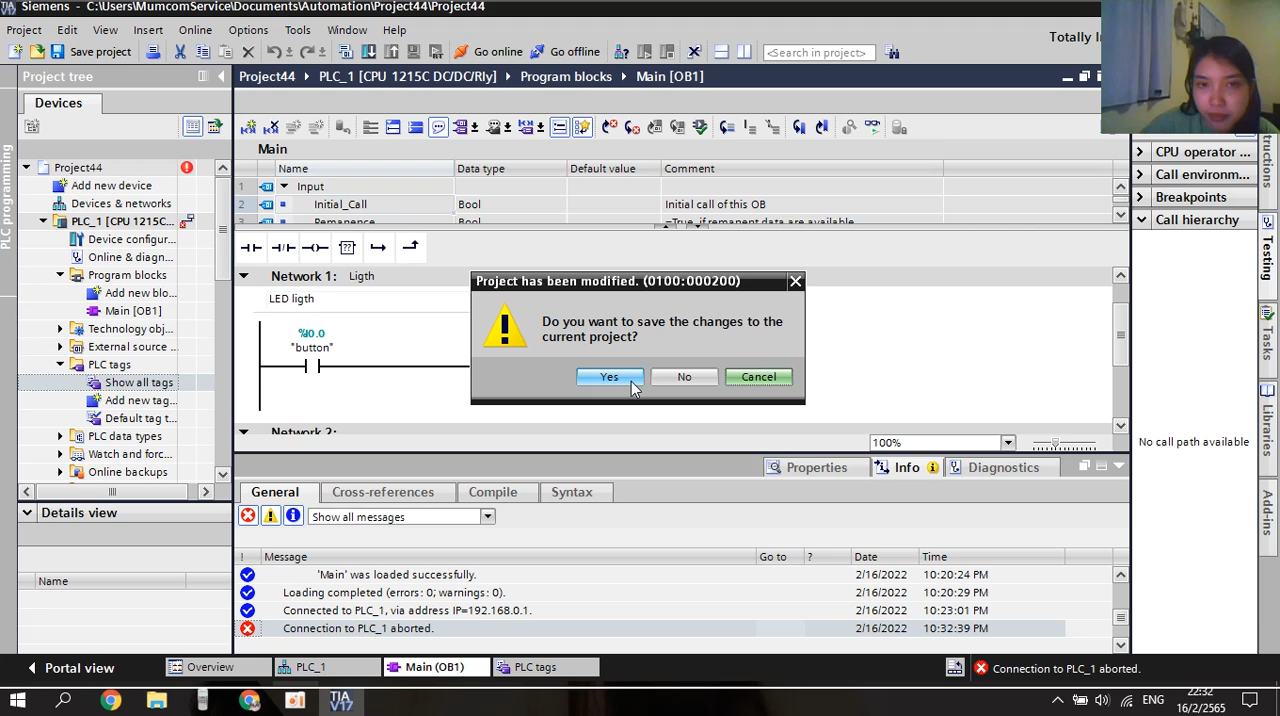 Siemens - C:\Users\MumcomService\Documents\Automation\Project44\Project44
Project Edit View Insert Online Options Tools Window Help
Totally In
Save project
Go online
Go offline
<Search in project>
Project tree
Project44 › PLC_1 [CPU 1215C DC/DC/Rly] › Program blocks › Main [OB1]
Devices
PLC programming
Project44
Add new device
Devices & networks
PLC_1 [CPU 1215C...
Device configur...
Online & diagn...
Program blocks
Add new blo...
Main [OB1]
Technology obj...
External source ...
PLC tags
Show all tags
Add new tag...
Default tag t...
PLC data types
Watch and forc...
Online backups
Details view
Name
Main
Name Data type Default value Comment
1 Input
2 Initial_Call Bool Initial call of this OB
3 Remanence Bool =True, if remanent data are available
Network 1: Ligth
LED ligth
%I0.0
"button"
Network 2:
100%
Project has been modified. (0100:000200)
Do you want to save the changes to the
current project?
Yes No Cancel
CPU operator ...
Call environm...
Breakpoints
Call hierarchy
No call path available
Testing
Tasks
Libraries
Add-ins
Properties Info Diagnostics
General Cross-references Compile Syntax
Show all messages
! Message Go to ? Date Time
'Main' was loaded successfully. 2/16/2022 10:20:24 PM
Loading completed (errors: 0; warnings: 0). 2/16/2022 10:20:29 PM
Connected to PLC_1, via address IP=192.168.0.1. 2/16/2022 10:23:01 PM
Connection to PLC_1 aborted. 2/16/2022 10:32:39 PM
Portal view
Overview
PLC_1
Main (OB1)
PLC tags
Connection to PLC_1 aborted.
TIA
V17
ENG
22:32
16/2/2565